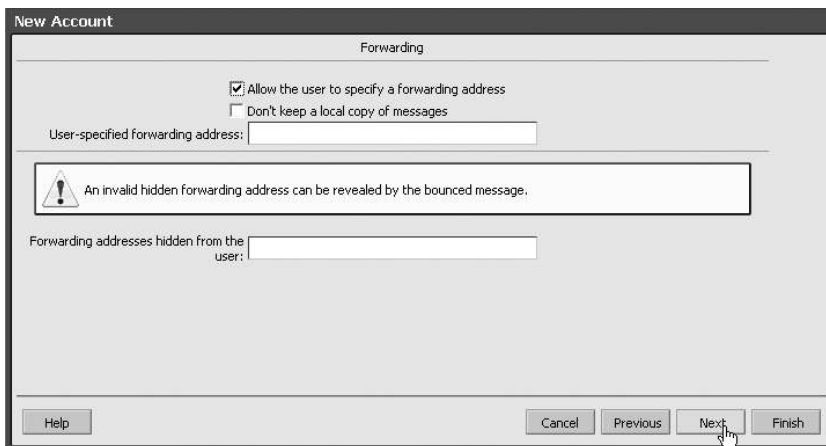 New Account
Forwarding
Allow the user to specify a forwarding address
Don't keep a local copy of messages
User-specified forwarding address:
An invalid hidden forwarding address can be revealed by the bounced message.
Forwarding addresses hidden from the
user:
Help Cancel Previous Next Finish